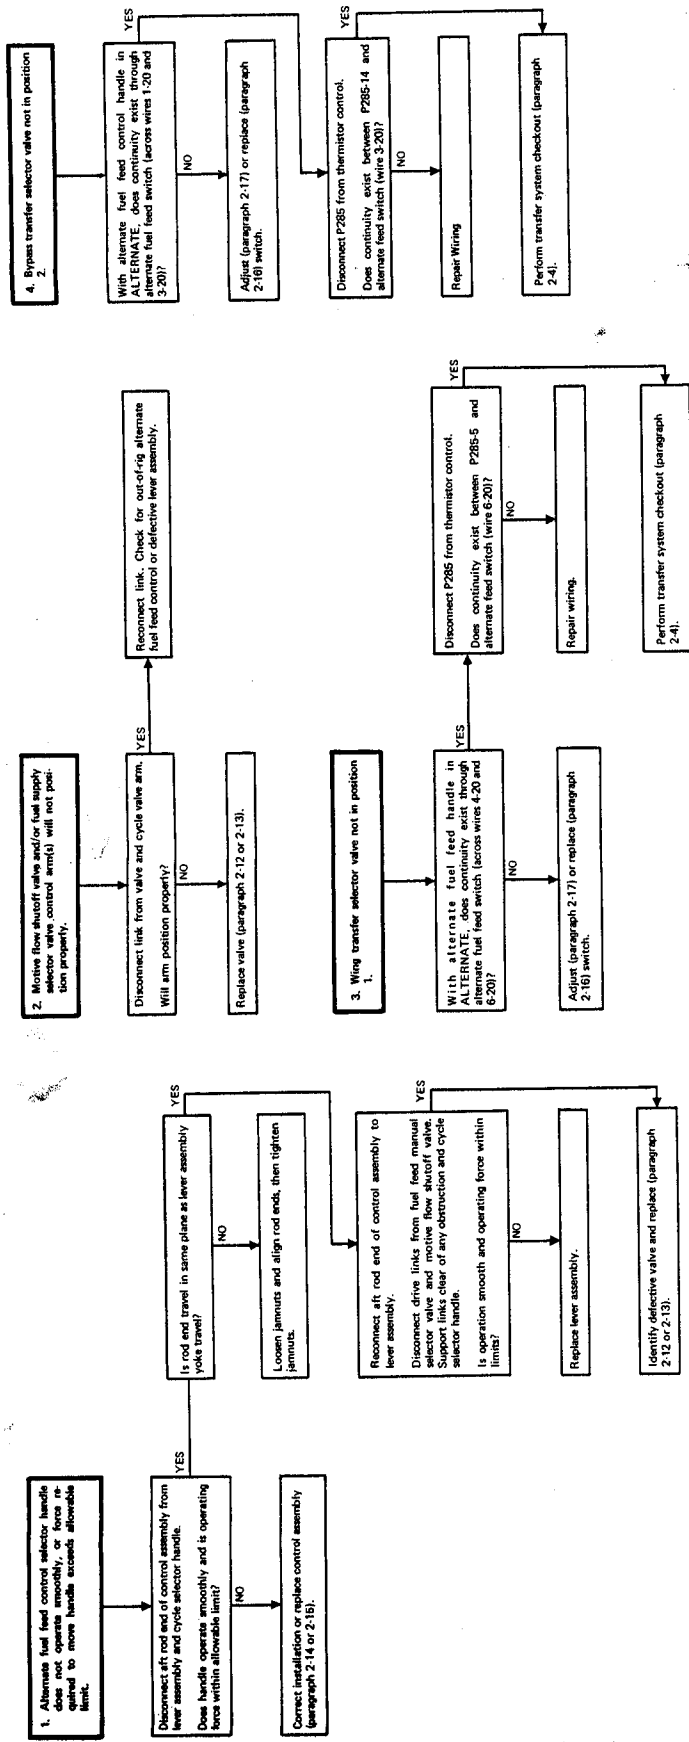 1. Alternate fuel feed control selector handle
does not operate smoothly, or force re-
quired to move handle exceeds allowable
limit.
Disconnect aft rod end of control assembly from
lever assembly and cycle selector handle.
Does handle operate smoothly and is operating
force within allowable limit?
YES
NO
Correct installation or replace control assembly
(paragraph 2-14 or 2-15).
Is rod end travel in same plane as lever assembly
yoke travel?
YES
NO
Loosen jamnuts and align rod ends, then tighten
jamnuts.
Reconnect aft rod end of control assembly to
lever assembly.
Disconnect drive links from fuel feed manual
selector valve and motive flow shutoff valve.
Support links clear of any obstruction and cycle
selector handle.
Is operation smooth and operating force within
limits?
YES
NO
Replace lever assembly.
Identify defective valve and replace (paragraph
2-12 or 2-13).
2. Motive flow shutoff valve and/or fuel supply
selector valve control arm(s) will not posi-
tion properly.
Disconnect link from valve and cycle valve arm.
Will arm position properly?
YES
NO
Replace valve (paragraph 2-12 or 2-13).
Reconnect link. Check for out-of-rig alternate
fuel feed control or defective lever assembly.
3. Wing transfer selector valve not in position
1.
With alternate fuel feed handle in
ALTERNATE, does continuity exist through
alternate fuel feed switch (across wires 4-20 and
6-20)?
YES
NO
Adjust (paragraph 2-17) or replace (paragraph
2-16) switch.
Disconnect P285 from thermistor control.
Does continuity exist between P285-5 and
alternate feed switch (wire 6-20)?
YES
NO
Repair wiring.
Perform transfer system checkout (paragraph
2-4).
4. Bypass transfer selector valve not in position
2.
With alternate fuel feed control handle in
ALTERNATE, does continuity exist through
alternate fuel feed switch (across wires 1-20 and
3-20)?
YES
NO
Adjust (paragraph 2-17) or replace (paragraph
2-16) switch.
Disconnect P285 from thermistor control.
Does continuity exist between P285-14 and
alternate feed switch (wire 3-20)?
YES
NO
Repair Wiring
Perform transfer system checkout (paragraph
2-4).